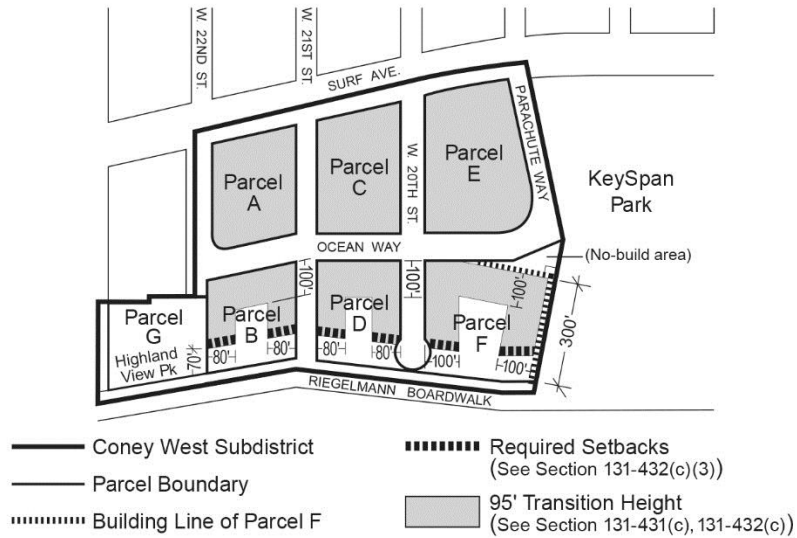 W. 22ND ST.
W. 21ST ST.
SURF AVE.
PARACHUTE WAY
Parcel
A
Parcel
C
Parcel
E
W. 20TH ST.
KeySpan
Park
OCEAN WAY
(No-build area)
100'
100'
100'
300'
Parcel
G
Highland
View Pk
Parcel
B
Parcel
D
Parcel
F
70'
80'
80'
80'
80'
100'
100'
RIEGELMANN BOARDWALK
Coney West Subdistrict
Parcel Boundary
Building Line of Parcel F
Required Setbacks
(See Section 131-432(c)(3))
95' Transition Height
(See Section 131-431(c), 131-432(c))